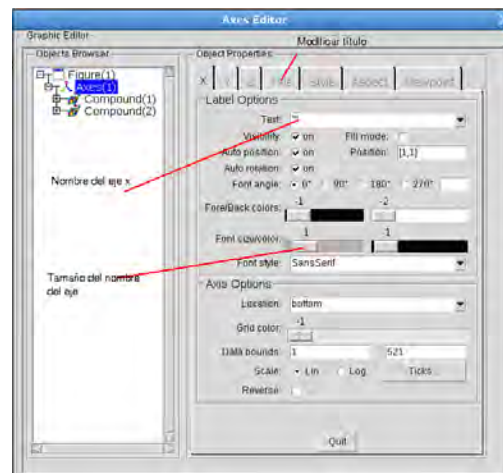 Axes Editor
Graphic Editor
Modificar título
Objects Browser
Object Properties
Figure(1)
Axes(1)
Compound(1)
Compound(2)
X Y Z Title Style Aspect Viewpoint
Label Options
Text:
Visibility: on Fill mode:
Auto position: on Position: [1,1]
Auto rotation: on
Font angle: 0° 90° 180° 270°
Nombre del eje x
Fore/Back colors: -1 -2
Font size/color: 1 -1
Font style: SansSerif
Tamaño del nombre
del eje
Axis Options
Location: bottom
Grid color: -1
Data bounds: 1 521
Scale: Lin Log Ticks...
Reverse:
Quit